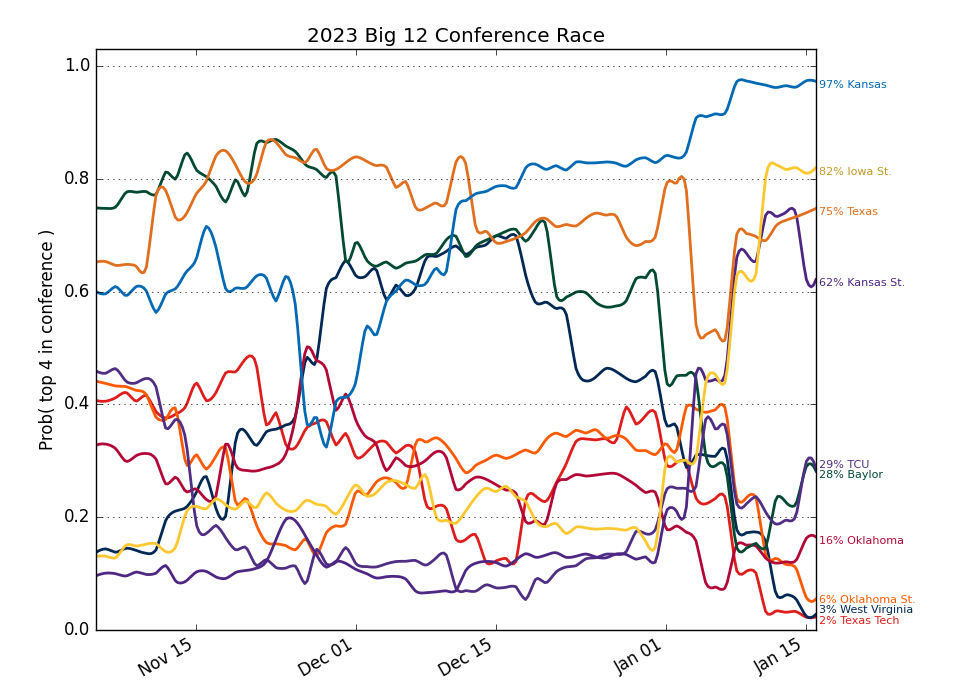 2023 Big 12 Conference Race
Prob( top 4 in conference )
1.0
0.8
0.6
0.4
0.2
0.0
Nov 15
Dec 01
Dec 15
Jan 01
Jan 15
97% Kansas
82% Iowa St.
75% Texas
62% Kansas St.
29% TCU
28% Baylor
16% Oklahoma
6% Oklahoma St.
3% West Virginia
2% Texas Tech